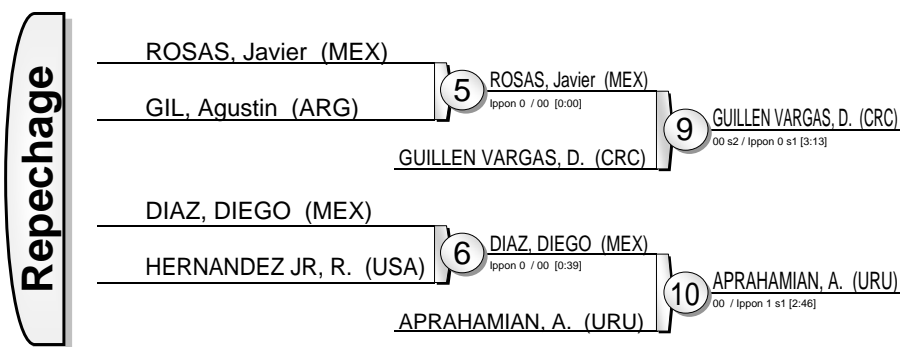 Repechage
ROSAS, Javier (MEX)
GIL, Agustin (ARG)
5
ROSAS, Javier (MEX)
Ippon 0 / 00 [0:00]
GUILLEN VARGAS, D. (CRC)
9
GUILLEN VARGAS, D. (CRC)
00 s2 / Ippon 0 s1 [3:13]
DIAZ, DIEGO (MEX)
HERNANDEZ JR, R. (USA)
6
DIAZ, DIEGO (MEX)
Ippon 0 / 00 [0:39]
APRAHAMIAN, A. (URU)
10
APRAHAMIAN, A. (URU)
00 / Ippon 1 s1 [2:46]